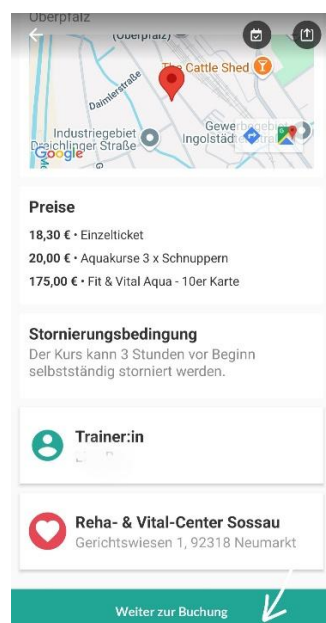 Oberpfalz
(Oberpfalz)
The Cattle Shed
Daimlerstraße
Industriegebiet
Dreichlinger Straße
Gewerbegebiet
Ingolstäd
Google
Preise
18,30 € • Einzelticket
20,00 € • Aquakurse 3 x Schnuppern
175,00 € • Fit & Vital Aqua - 10er Karte
Stornierungsbedingung
Der Kurs kann 3 Stunden vor Beginn
selbstständig storniert werden.
Trainer:in
Reha- & Vital-Center Sossau
Gerichtswiesen 1, 92318 Neumarkt
Weiter zur Buchung